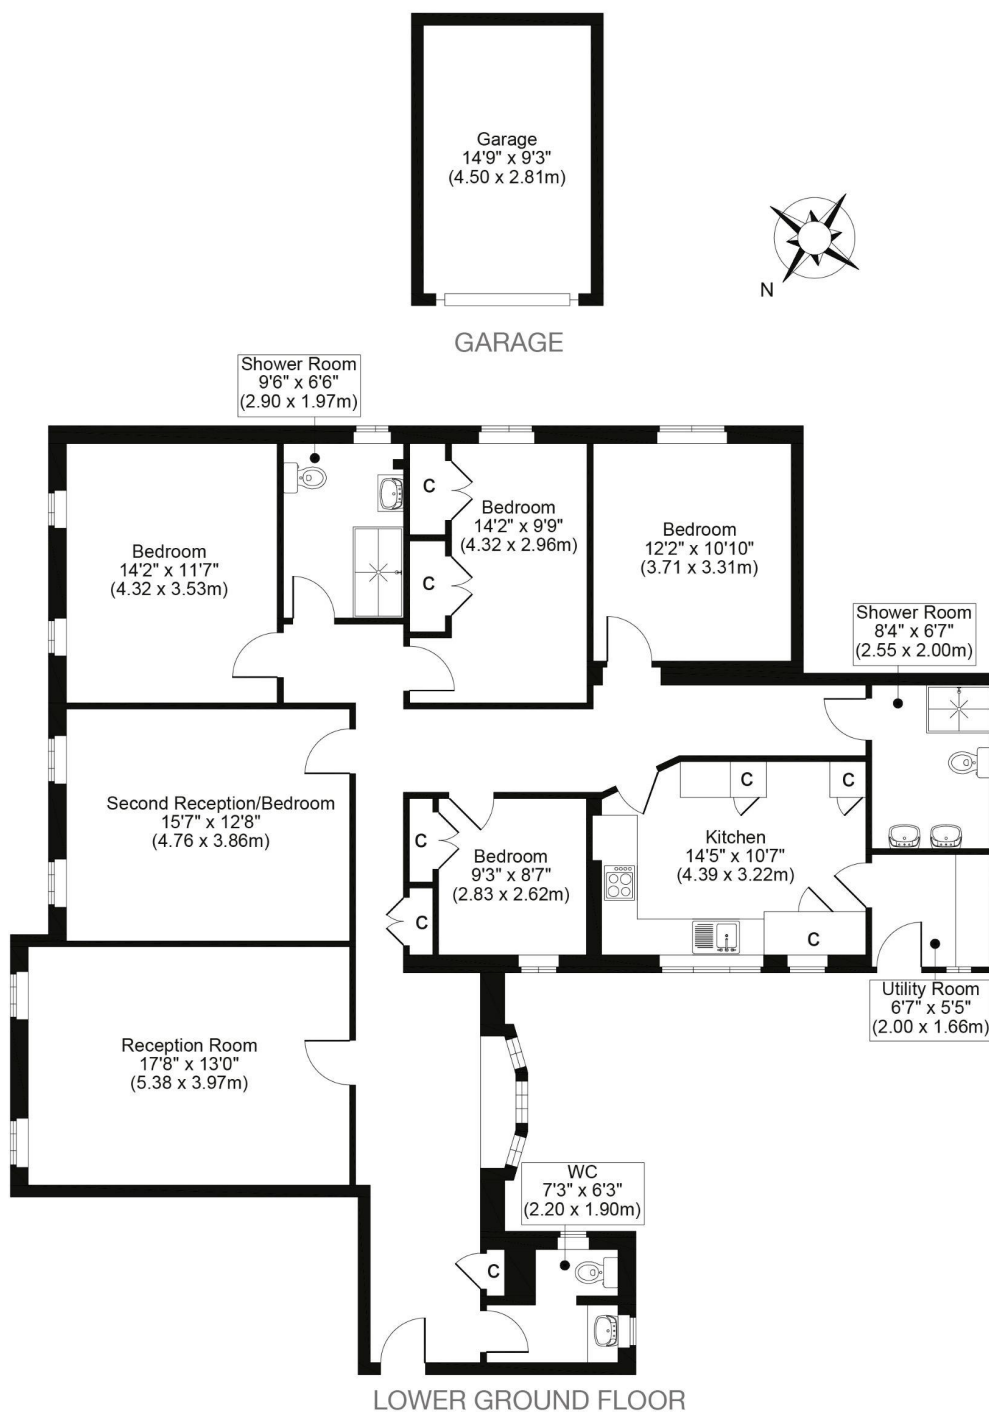 Garage
14'9" x 9'3"
(4.50 x 2.81m)
N
GARAGE
Shower Room
9'6" x 6'6"
(2.90 x 1.97m)
C
Bedroom
14'2" x 9'9"
(4.32 x 2.96m)
Bedroom
12'2" x 10'10"
(3.71 x 3.31m)
Bedroom
14'2" x 11'7"
(4.32 x 3.53m)
C
Shower Room
8'4" x 6'7"
(2.55 x 2.00m)
Second Reception/Bedroom
15'7" x 12'8"
(4.76 x 3.86m)
C
C
C
Bedroom
9'3" x 8'7"
(2.83 x 2.62m)
Kitchen
14'5" x 10'7"
(4.39 x 3.22m)
C
C
Utility Room
6'7" x 5'5"
(2.00 x 1.66m)
Reception Room
17'8" x 13'0"
(5.38 x 3.97m)
WC
7'3" x 6'3"
(2.20 x 1.90m)
C
LOWER GROUND FLOOR